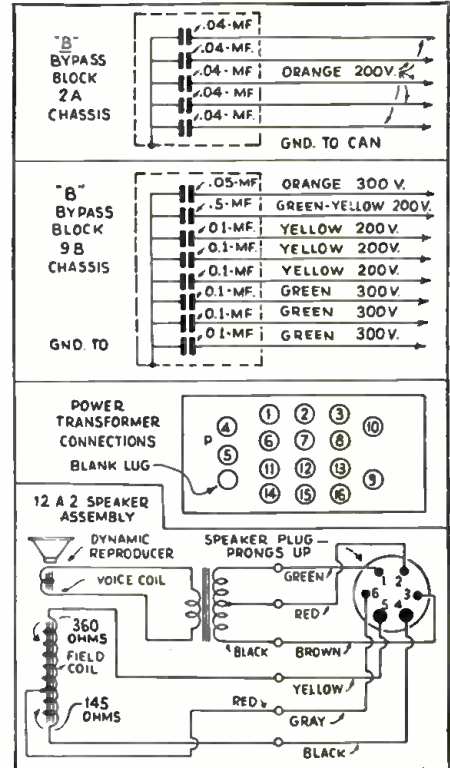 "B"
BYPASS
BLOCK
2A
CHASSIS
.04-MF.
.04-MF.
.04-MF
.04-MF.
.04-MF.
ORANGE 200V.
GND. TO CAN
"B"
BYPASS
BLOCK
9B
CHASSIS
GND. TO
.05-MF ORANGE 300 V.
.5-MF GREEN-YELLOW 200V.
0.1-MF. YELLOW 200V.
0.1-MF. YELLOW 200V.
0.1-MF YELLOW 200V.
0.1-MF GREEN 300V.
0.1-MF. GREEN 300V
0.1-MF GREEN 300V.
POWER
TRANSFORMER
CONNECTIONS
BLANK LUG
P
4 1 2 3 10
5 6 7 8
11 12 13 9
14 15 16
12 A 2 SPEAKER
ASSEMBLY
DYNAMIC
REPRODUCER
VOICE COIL
SPEAKER PLUG
PRONGS UP
GREEN
RED
BLACK BROWN
YELLOW
RED
GRAY
BLACK
360
OHMS
FIELD
COIL
145
OHMS
1 2
6 3
5 4